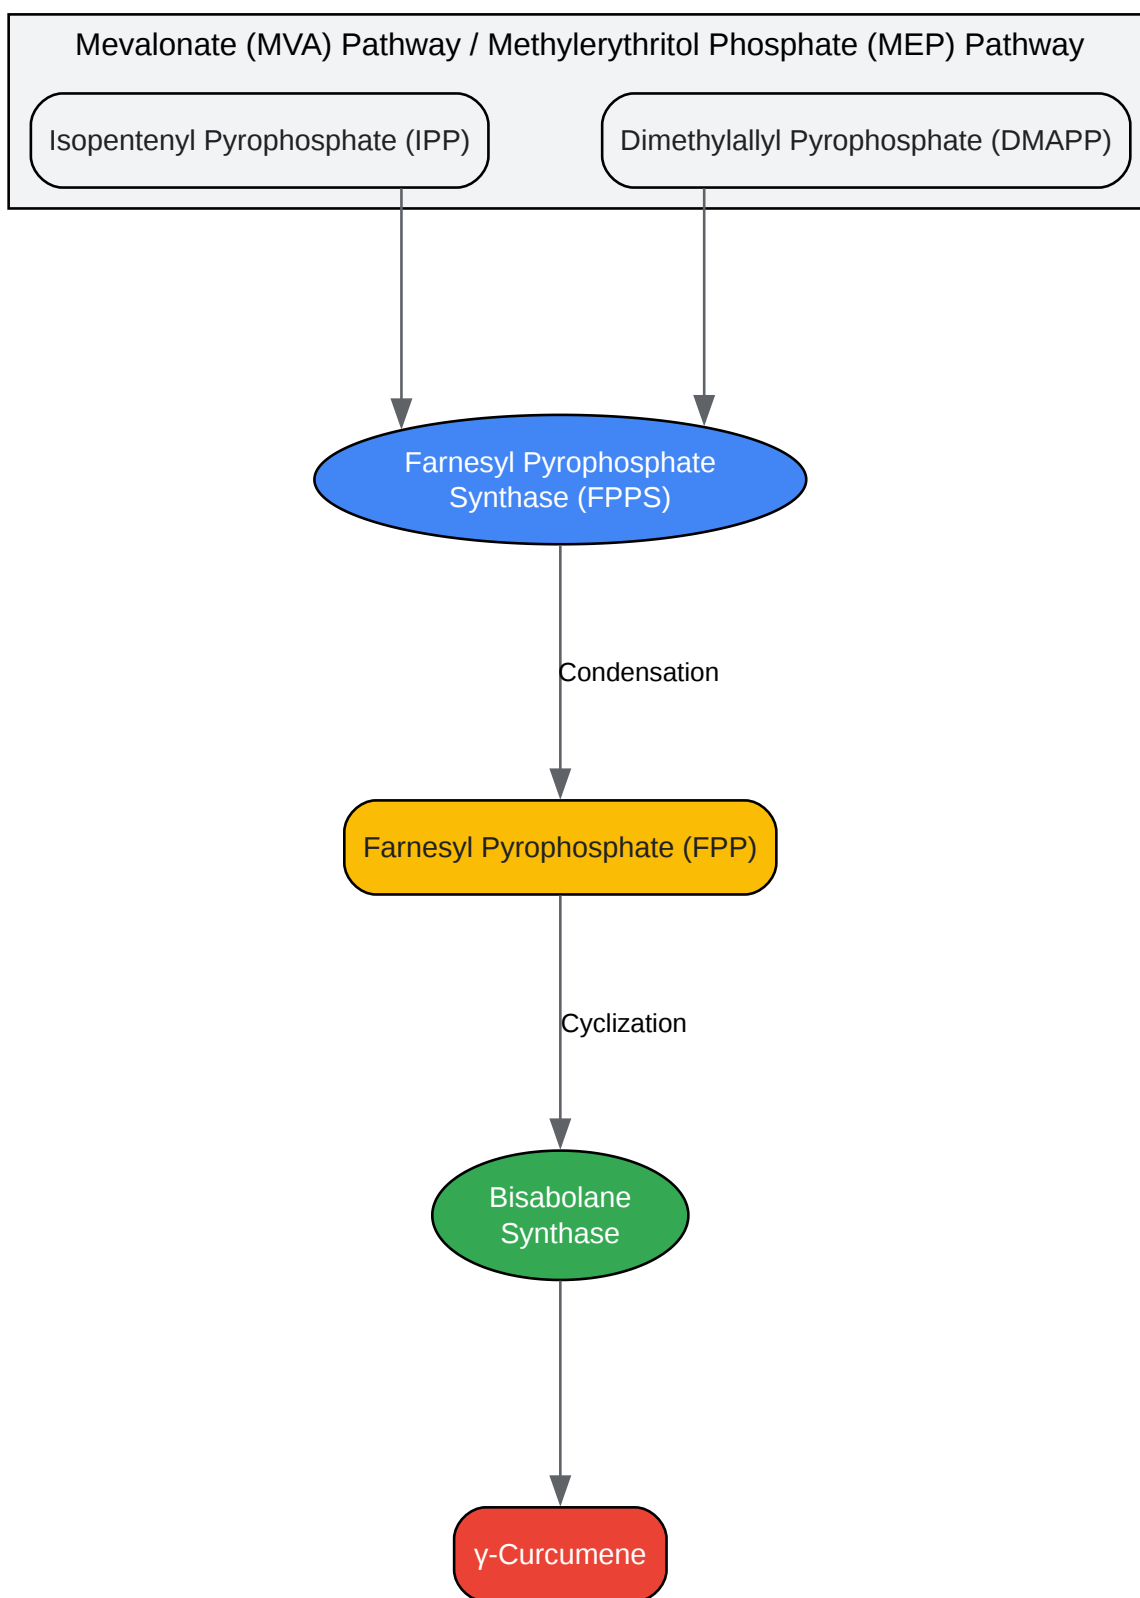 Mevalonate (MVA) Pathway / Methylerythritol Phosphate (MEP) Pathway
Isopentenyl Pyrophosphate (IPP)
Dimethylallyl Pyrophosphate (DMAPP)
Farnesyl Pyrophosphate
Synthase (FPPS)
Condensation
Farnesyl Pyrophosphate (FPP)
Cyclization
Bisabolane
Synthase
γ-Curcumene